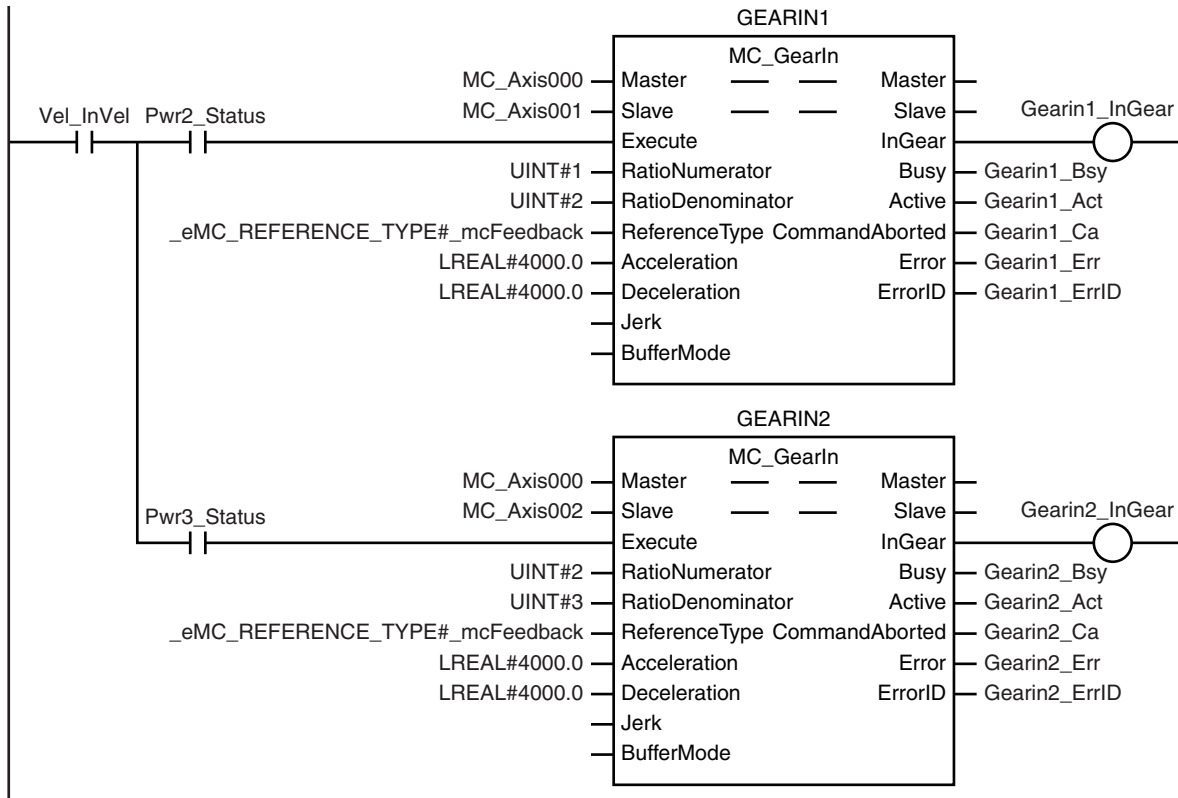 GEARIN1
MC_GearIn
MC_Axis000 Master Master
MC_Axis001 Slave Slave Gearin1_InGear
Vel_InVel Pwr2_Status
Execute InGear
UINT#1 RatioNumerator Busy Gearin1_Bsy
UINT#2 RatioDenominator Active Gearin1_Act
_eMC_REFERENCE_TYPE#_mcFeedback ReferenceType CommandAborted Gearin1_Ca
LREAL#4000.0 Acceleration Error Gearin1_Err
LREAL#4000.0 Deceleration ErrorID Gearin1_ErrID
Jerk
BufferMode
GEARIN2
MC_GearIn
MC_Axis000 Master Master
MC_Axis002 Slave Slave Gearin2_InGear
Pwr3_Status
Execute InGear
UINT#2 RatioNumerator Busy Gearin2_Bsy
UINT#3 RatioDenominator Active Gearin2_Act
_eMC_REFERENCE_TYPE#_mcFeedback ReferenceType CommandAborted Gearin2_Ca
LREAL#4000.0 Acceleration Error Gearin2_Err
LREAL#4000.0 Deceleration ErrorID Gearin2_ErrID
Jerk
BufferMode